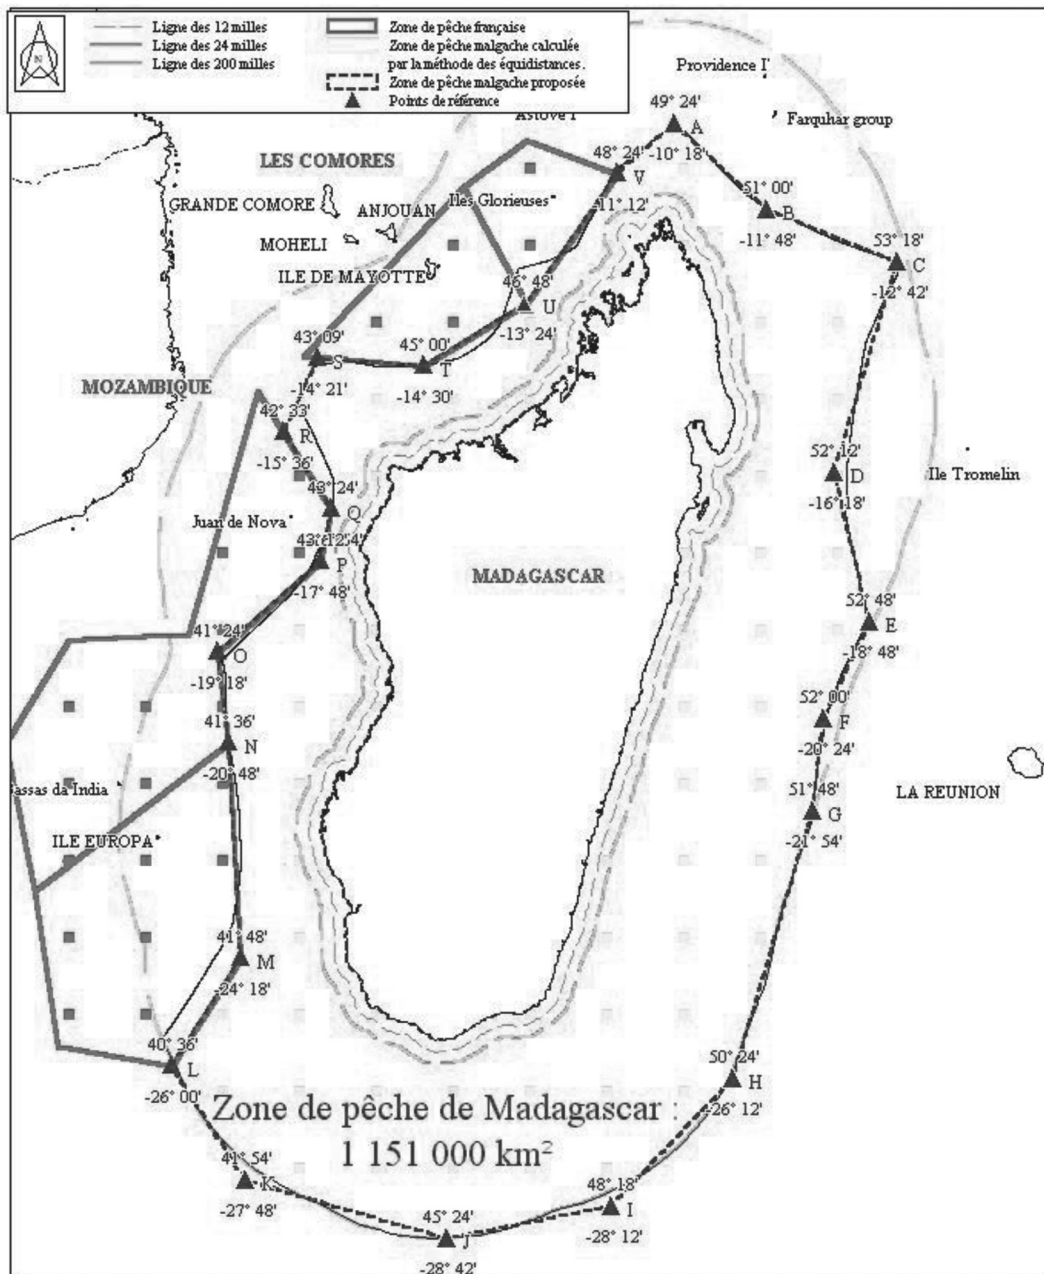 N
Ligne des 12 milles
Ligne des 24 milles
Ligne des 200 milles
Zone de pêche française
Zone de pêche malgache calculée
par la méthode des équidistances.
Zone de pêche malgache proposée
Points de référence
Providence I
49° 24'
A
-10° 18'
Astove I
Farquhar group
LES COMORES
48° 24'
V
-11° 12'
51° 00'
B
-11° 48'
GRANDE COMORE
ANJOUAN
Iles Glorieuses
MOHELI
ILE DE MAYOTTE
53° 18'
C
-12° 42'
46° 48'
U
-13° 24'
43° 09'
S
-14° 21'
45° 00'
T
-14° 30'
MOZAMBIQUE
42° 33'
R
-15° 36'
52° 12'
D
-16° 18'
Ile Tromelin
43° 24'
Q
Juan de Nova
P
-17° 48'
MADAGASCAR
52° 48'
E
-18° 48'
41° 24'
O
-19° 18'
52° 00'
F
-20° 24'
41° 36'
N
-20° 48'
51° 48'
G
-21° 54'
da India
ILE EUROPA
LA REUNION
41° 48'
M
-24° 18'
40° 36'
L
-26° 00'
50° 24'
H
-26° 12'
Zone de pêche de Madagascar :
1 151 000 km²
41° 54'
K
-27° 48'
48° 18'
I
-28° 12'
45° 24'
J
-28° 42'